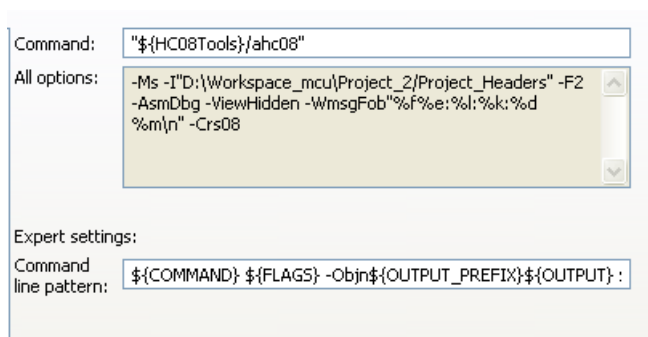 Command: "${HC08Tools}/ahc08"
All options: -Ms -I"D:\Workspace_mcu\Project_2/Project_Headers" -F2
-AsmDbg -ViewHidden -WmsgFob"%f%e:%l:%k:%d
%m\n" -Crs08
Expert settings:
Command
line pattern: ${COMMAND} ${FLAGS} -Objn${OUTPUT_PREFIX}${OUTPUT} :